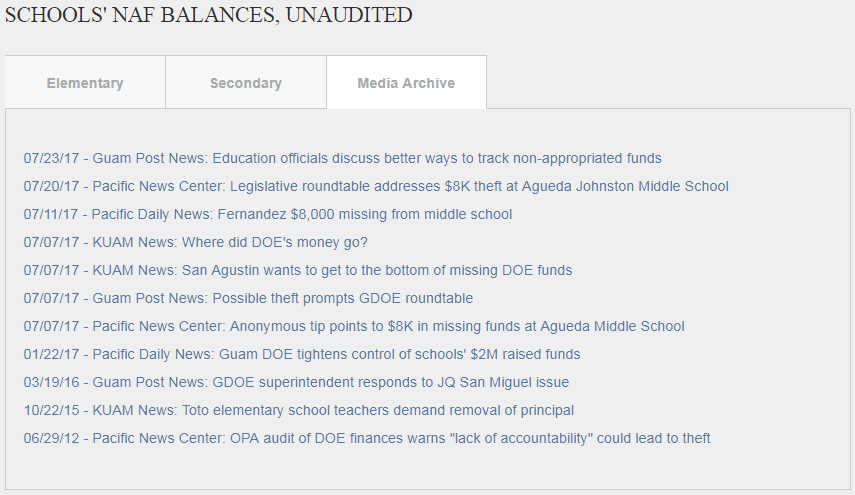 SCHOOLS' NAF BALANCES, UNAUDITED
Elementary
Secondary
Media Archive
07/23/17 - Guam Post News: Education officials discuss better ways to track non-appropriated funds
07/20/17 - Pacific News Center: Legislative roundtable addresses $8K theft at Agueda Johnston Middle School
07/11/17 - Pacific Daily News: Fernandez $8,000 missing from middle school
07/07/17 - KUAM News: Where did DOE's money go?
07/07/17 - KUAM News: San Agustin wants to get to the bottom of missing DOE funds
07/07/17 - Guam Post News: Possible theft prompts GDOE roundtable
07/07/17 - Pacific News Center: Anonymous tip points to $8K in missing funds at Agueda Middle School
01/22/17 - Pacific Daily News: Guam DOE tightens control of schools' $2M raised funds
03/19/16 - Guam Post News: GDOE superintendent responds to JQ San Miguel issue
10/22/15 - KUAM News: Toto elementary school teachers demand removal of principal
06/29/12 - Pacific News Center: OPA audit of DOE finances warns "lack of accountability" could lead to theft